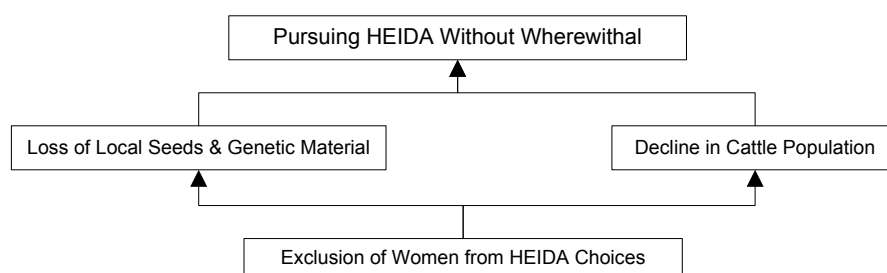 Pursuing HEIDA Without Wherewithal
Loss of Local Seeds & Genetic Material
Decline in Cattle Population
Exclusion of Women from HEIDA Choices